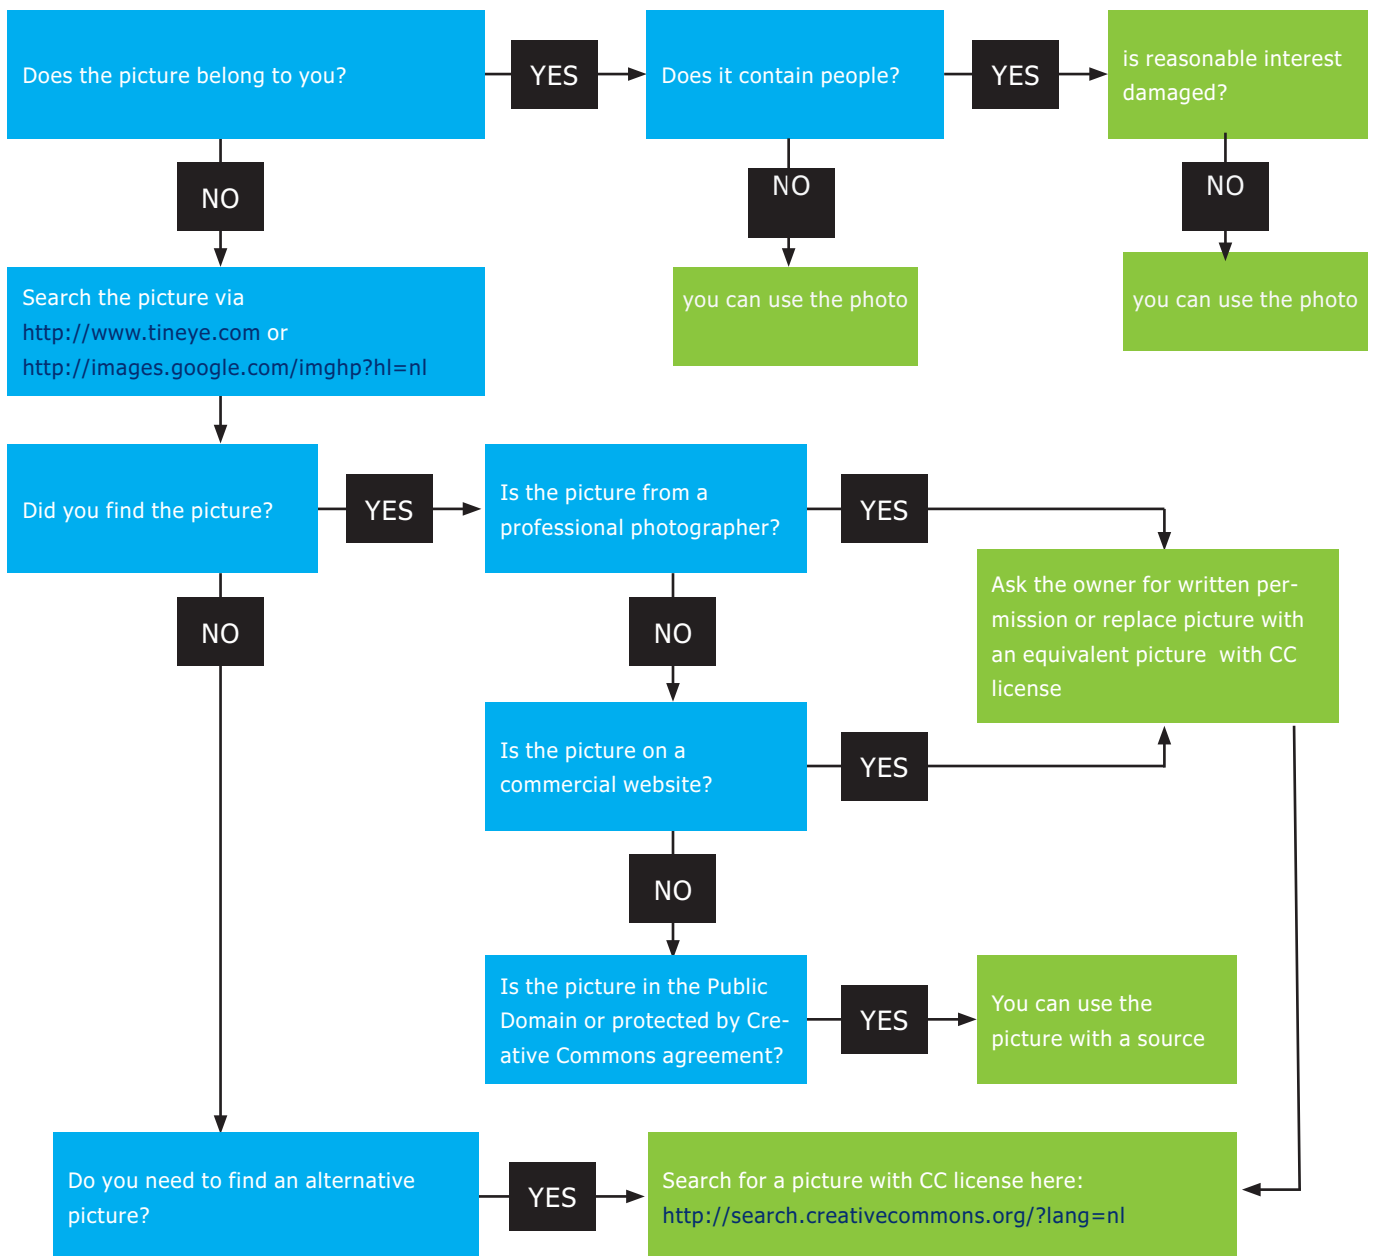 Does the picture belong to you?
YES
Does it contain people?
YES
is reasonable interest
damaged?
NO
NO
NO
Search the picture via
http://www.tineye.com or
http://images.google.com/imghp?hl=nl
you can use the photo
you can use the photo
Did you find the picture?
YES
Is the picture from a
professional photographer?
YES
NO
NO
Ask the owner for written per-
mission or replace picture with
an equivalent picture  with CC
license
Is the picture on a
commercial website?
YES
NO
Is the picture in the Public
Domain or protected by Cre-
ative Commons agreement?
YES
You can use the
picture with a source
Do you need to find an alternative
picture?
YES
Search for a picture with CC license here:
http://search.creativecommons.org/?lang=nl